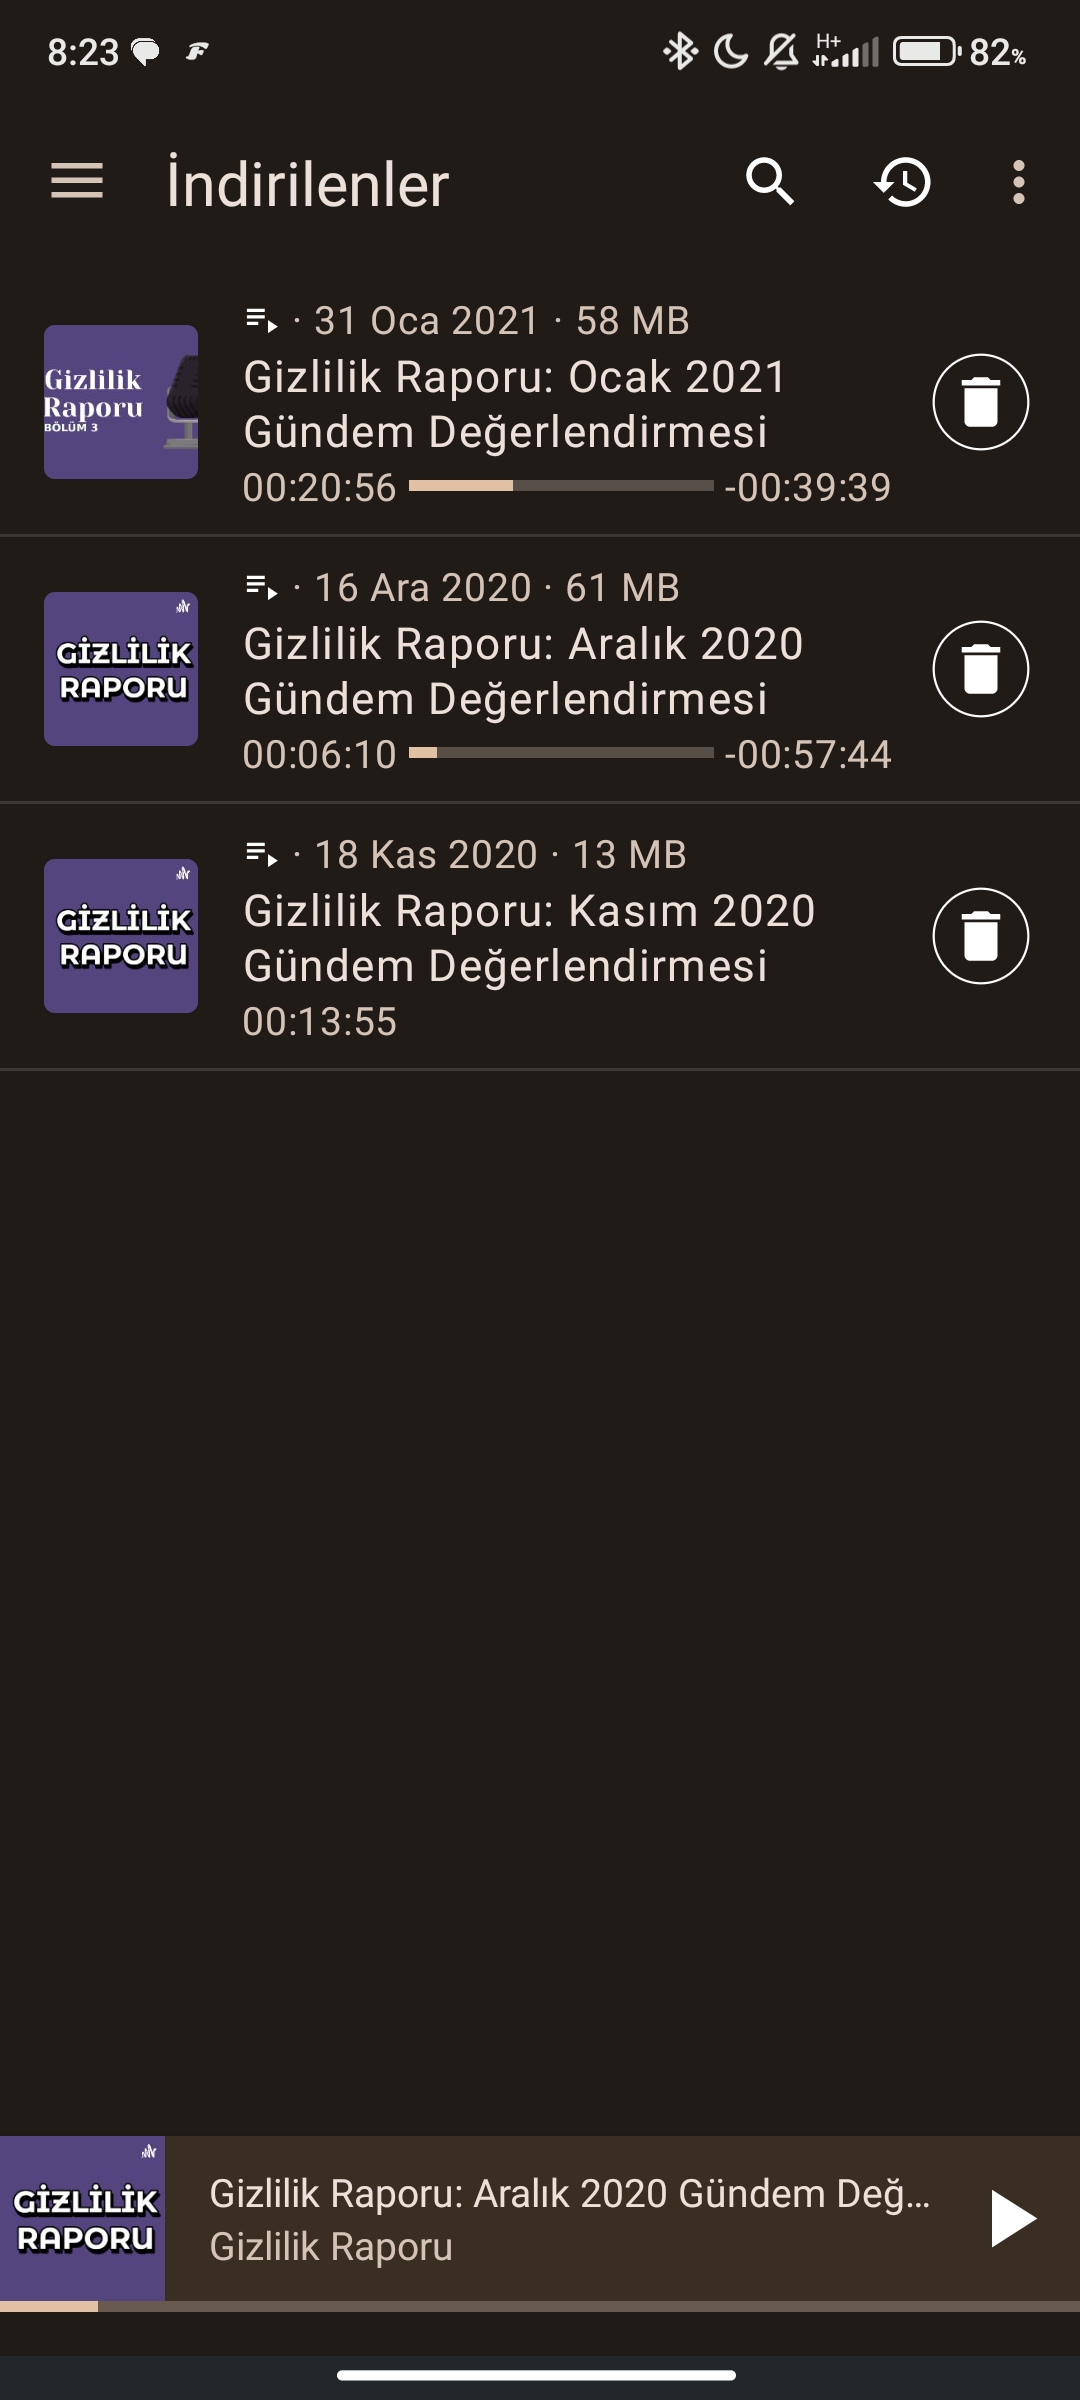 8:23 H+ 82%
İndirilenler
· 31 Oca 2021 · 58 MB
Gizlilik Raporu: Ocak 2021
Gündem Değerlendirmesi
00:20:56 -00:39:39
Gizlilik
Raporu
BÖLÜM 3
· 16 Ara 2020 · 61 MB
Gizlilik Raporu: Aralık 2020
Gündem Değerlendirmesi
00:06:10 -00:57:44
GİZLİLİK
RAPORU
· 18 Kas 2020 · 13 MB
Gizlilik Raporu: Kasım 2020
Gündem Değerlendirmesi
00:13:55
GİZLİLİK
RAPORU
GİZLİLİK
RAPORU
Gizlilik Raporu: Aralık 2020 Gündem Değ...
Gizlilik Raporu